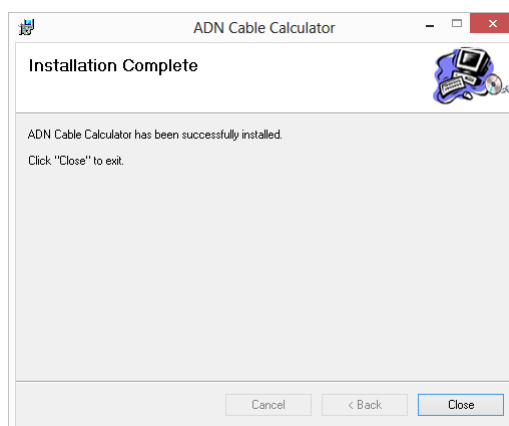 ADN Cable Calculator
Installation Complete
ADN Cable Calculator has been successfully installed.
Click "Close" to exit.
Cancel
< Back
Close